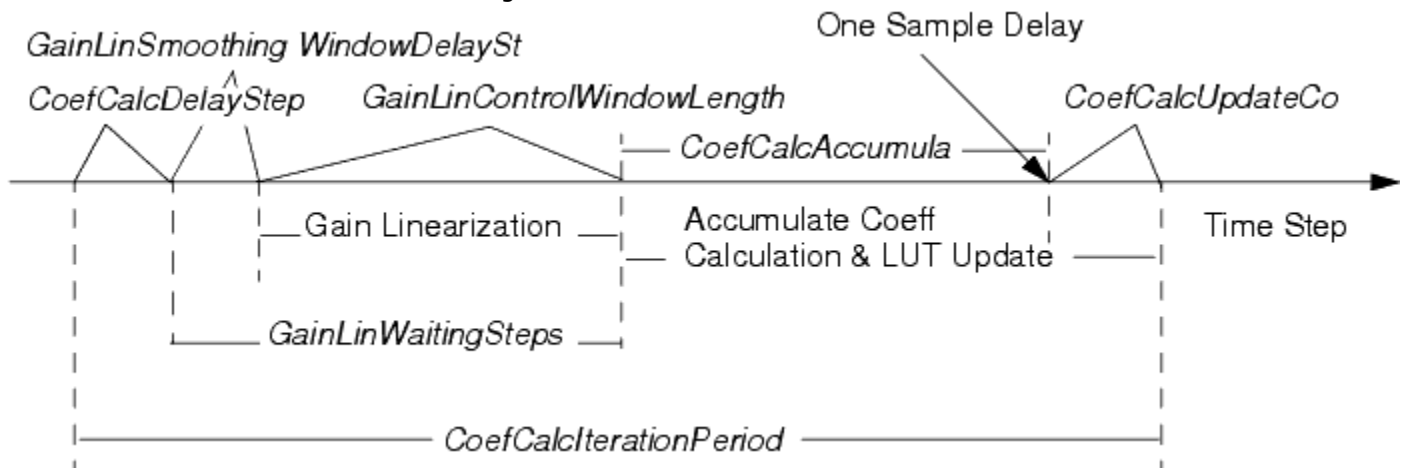 One Sample Delay
GainLinSmoothing WindowDelaySt
CoefCalcDelayStep
GainLinControlWindowLength
CoefCalcUpdateCo
CoefCalcAccumula
Gain Linearization
Accumulate Coeff
Calculation & LUT Update
Time Step
GainLinWaitingSteps
CoefCalcIterationPeriod